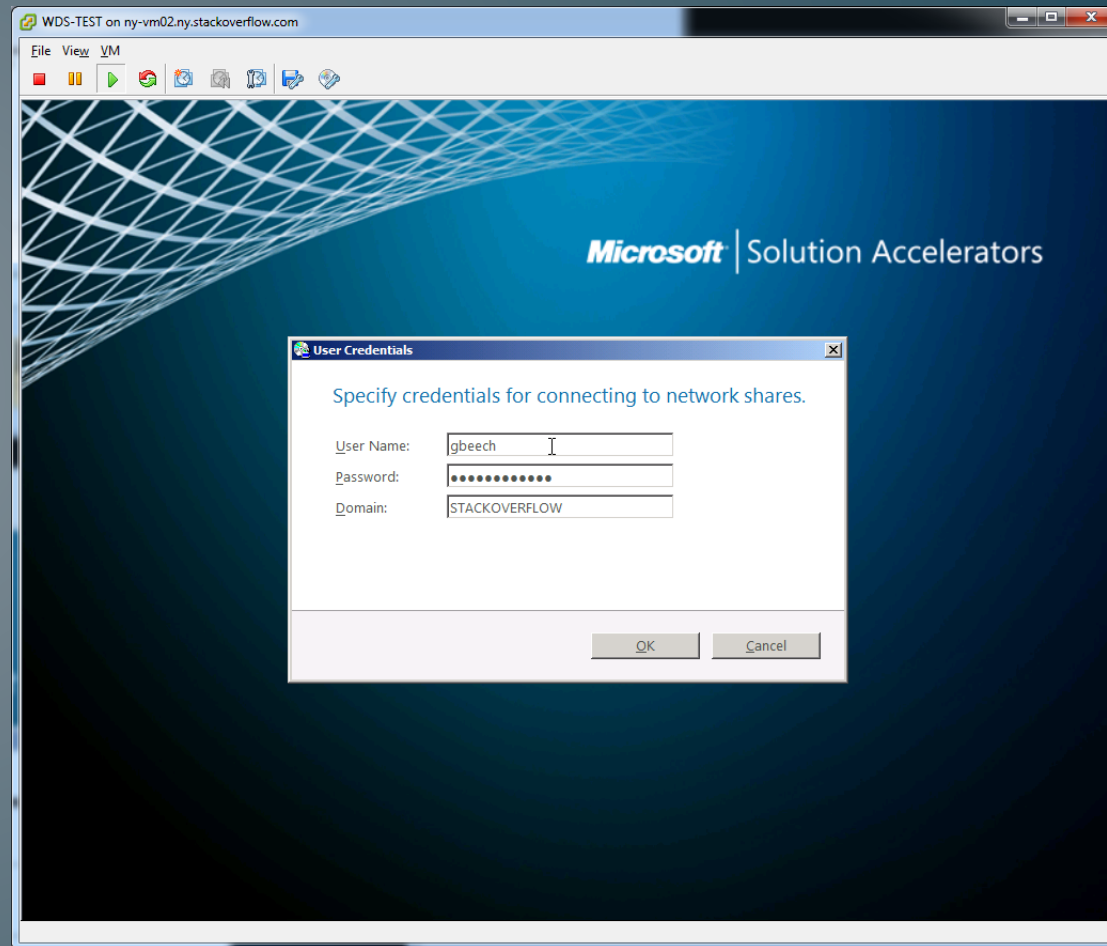 WDS-TEST on ny-vm02.ny.stackoverflow.com
File View VM
Microsoft Solution Accelerators
User Credentials
Specify credentials for connecting to network shares.
User Name: gbeech
Password: ●●●●●●●●●●●●
Domain: STACKOVERFLOW
OK Cancel